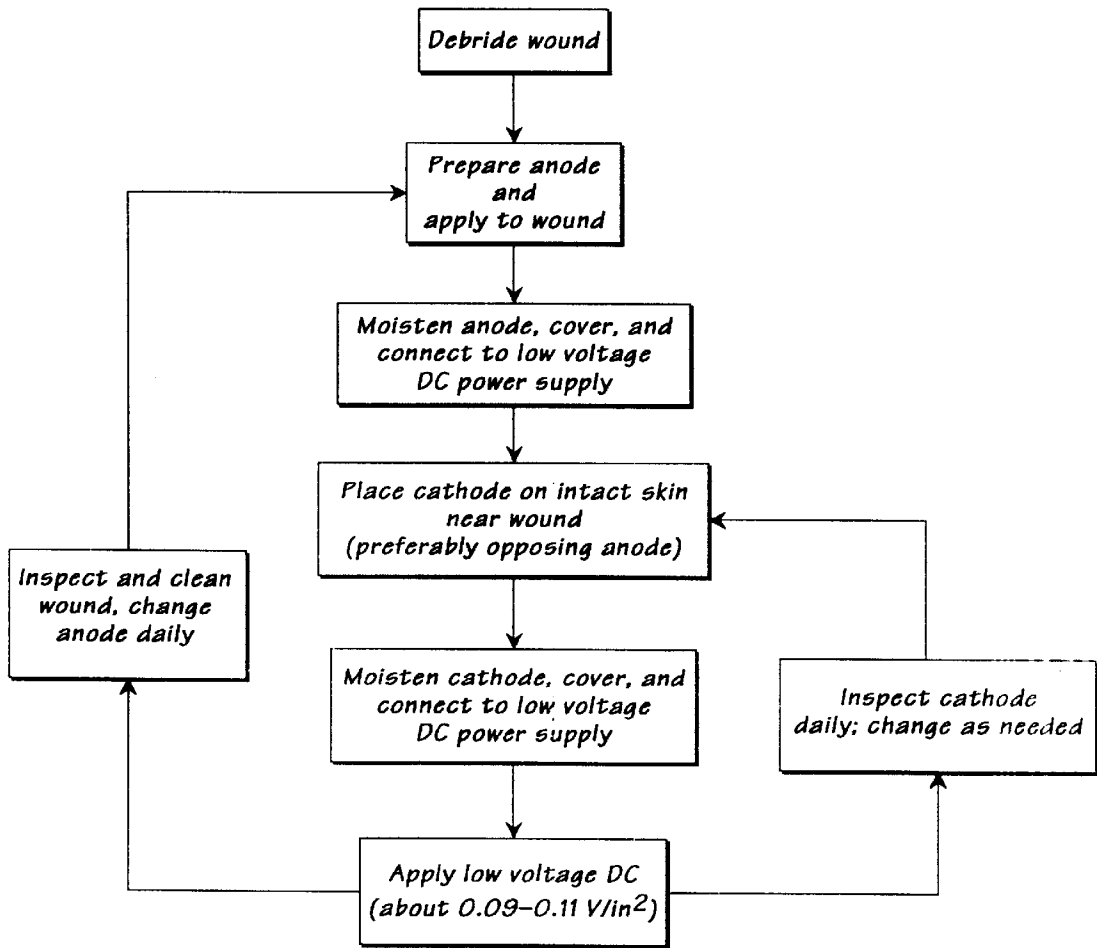 Debride wound
Prepare anode
and
apply to wound
Moisten anode, cover, and
connect to low voltage
DC power supply
Place cathode on intact skin
near wound
(preferably opposing anode)
Inspect and clean
wound, change
anode daily
Moisten cathode, cover, and
connect to low voltage
DC power supply
Inspect cathode
daily; change as needed
Apply low voltage DC
(about 0.09–0.11 V/in²)